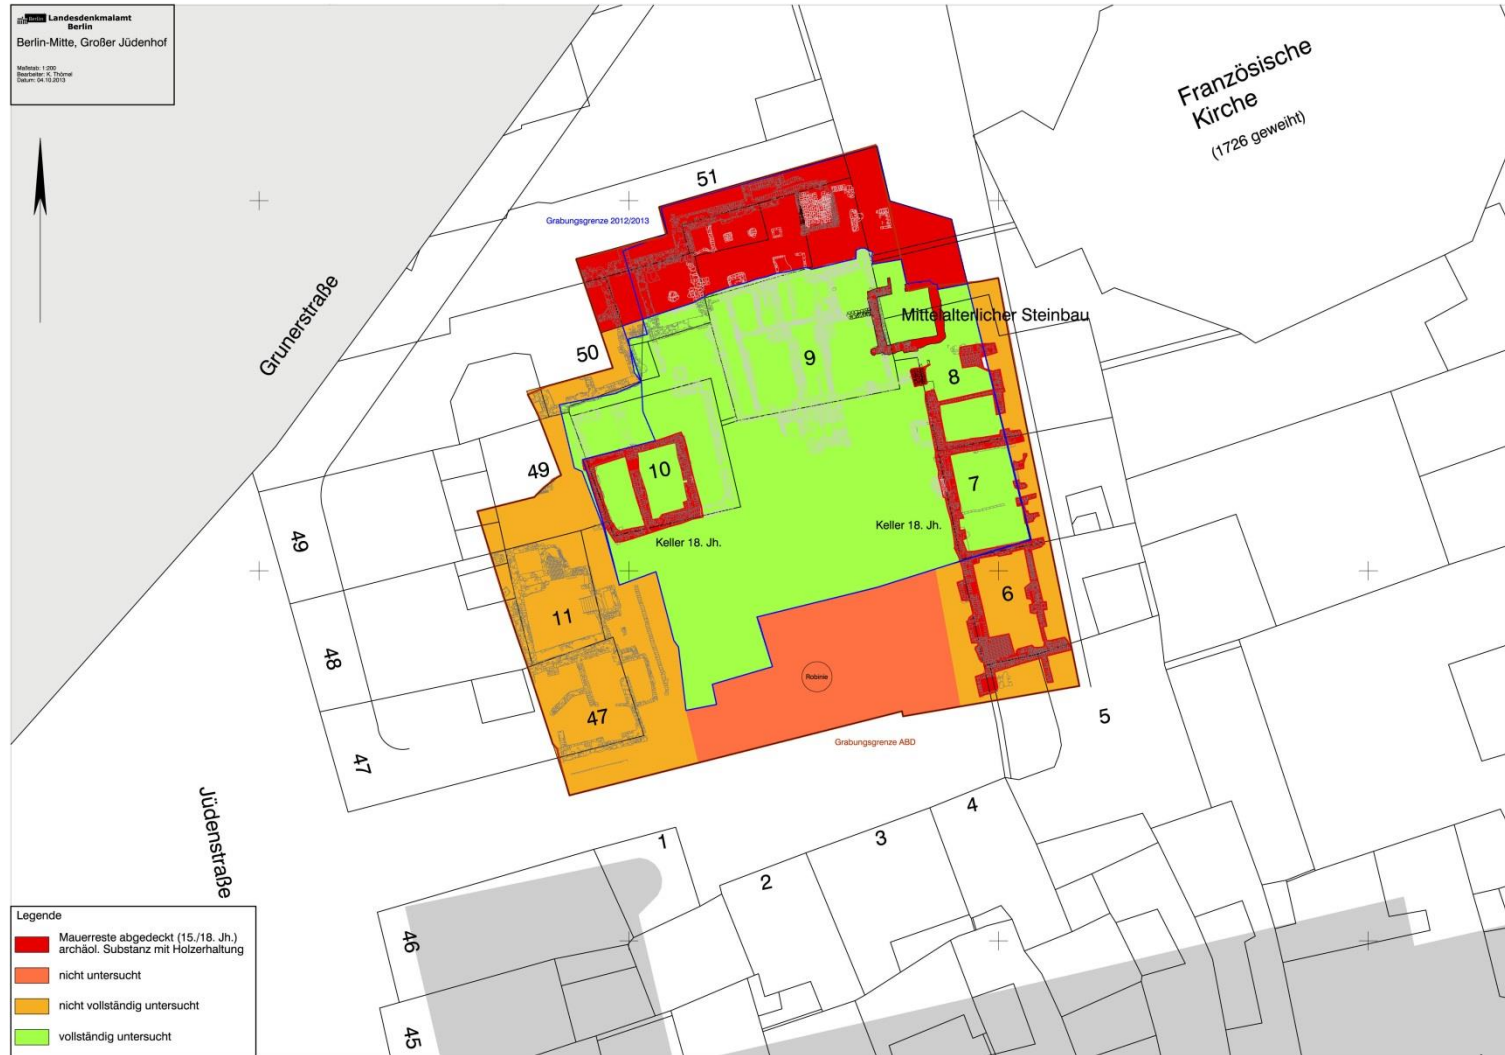 Berlin
Landesdenkmalamt
Berlin
Berlin-Mitte, Großer Jüdenhof
Maßstab: 1:200
Bearbeiter: K. Thömel
Datum: 04.10.2013
Französische
Kirche
(1726 geweiht)
51
Grabungsgrenze 2012/2013
Grunerstraße
Mittelalterlicher Steinbau
50
9
8
49
10
7
Keller 18. Jh.
Keller 18. Jh.
49
11
6
48
Robinie
47
5
47
Grabungsgrenze ABD
Jüdenstraße
4
3
1
2
46
45
Legende
Mauerreste abgedeckt (15./18. Jh.)
archäol. Substanz mit Holzerhaltung
nicht untersucht
nicht vollständig untersucht
vollständig untersucht